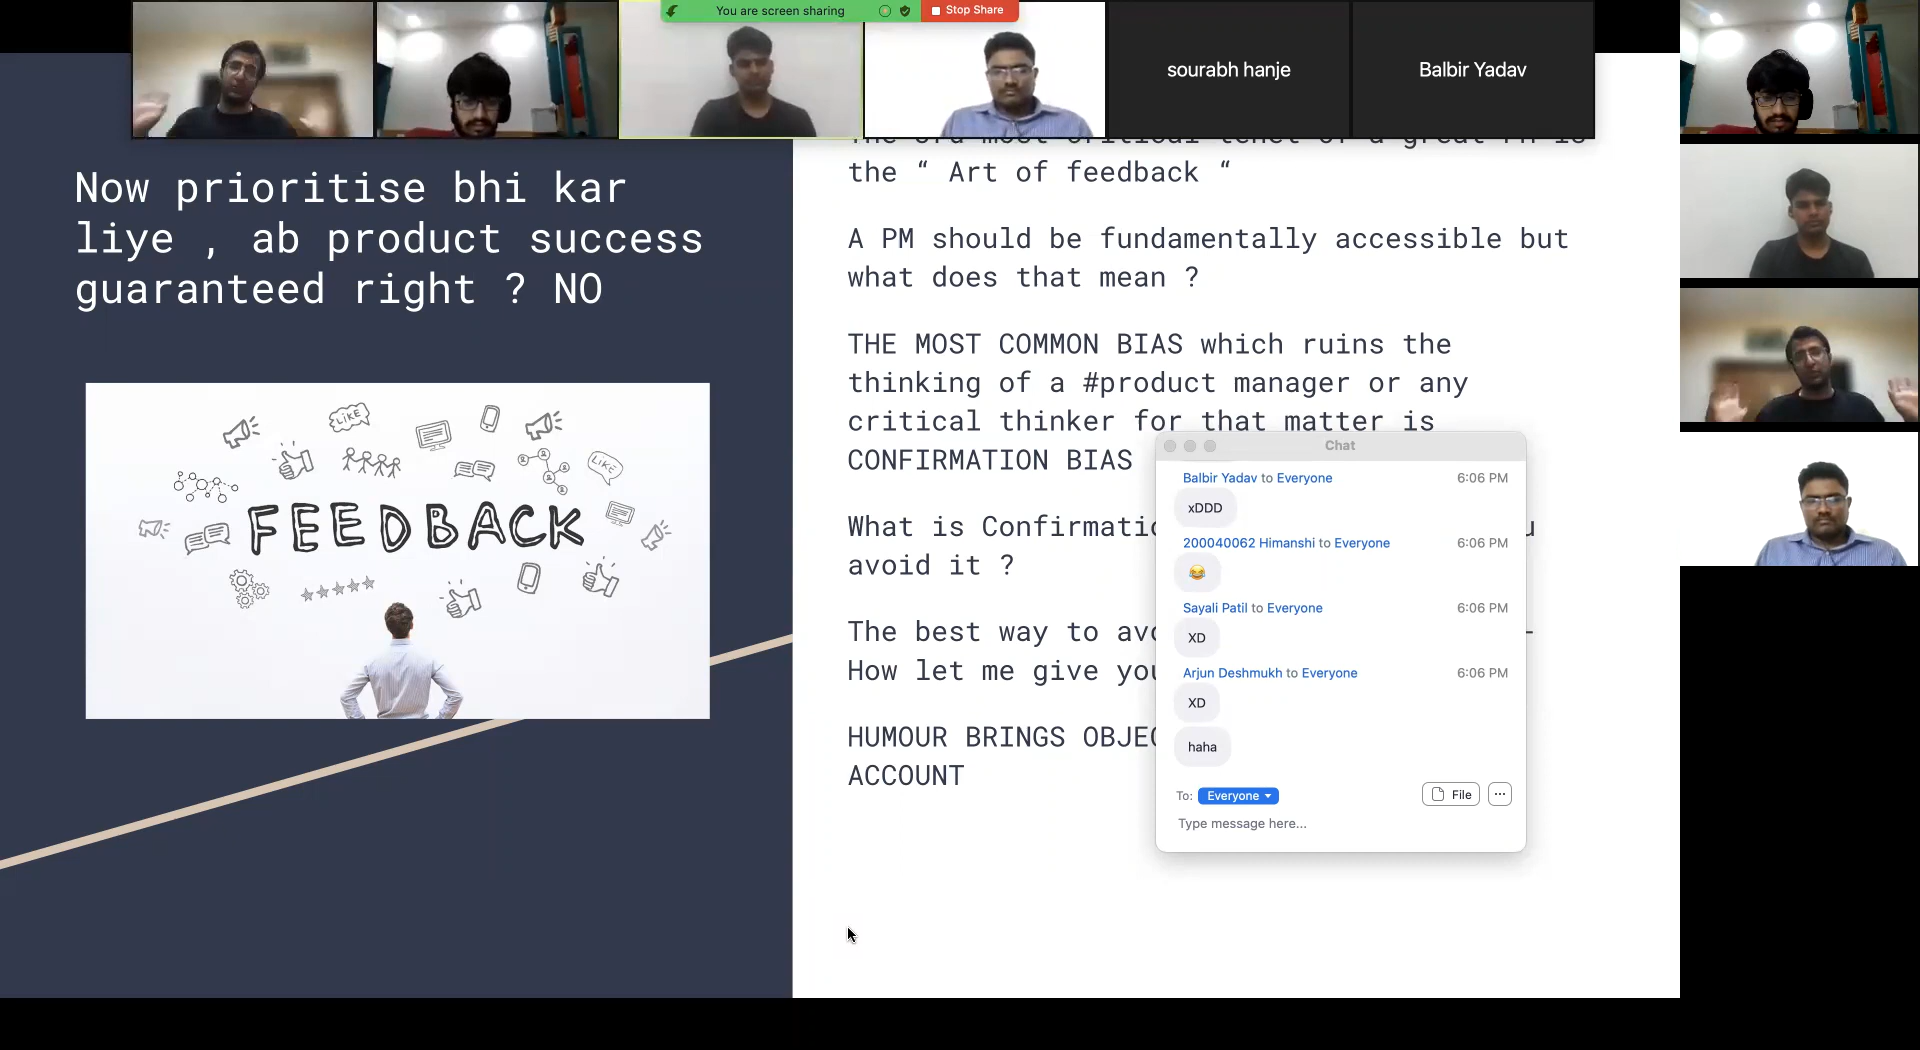 You are screen sharing
Stop Share
sourabh hanje
Balbir Yadav
Now prioritise bhi kar
liye , ab product success
guaranteed right ? NO
LIKE
LIKE
FEEDBACK
the “ Art of feedback “
A PM should be fundamentally accessible but
what does that mean ?
THE MOST COMMON BIAS which ruins the
thinking of a #product manager or any
critical thinker for that matter is
CONFIRMATION BIAS
What is
avoid it ?
The best way to
How let me give
HUMOUR BRINGS
ACCOUNT
Chat
Balbir Yadav to Everyone 6:06 PM
xDDD
200040062 Himanshi to Everyone 6:06 PM
😂
Sayali Patil to Everyone 6:06 PM
XD
Arjun Deshmukh to Everyone 6:06 PM
XD
haha
To: Everyone
File
Type message here...